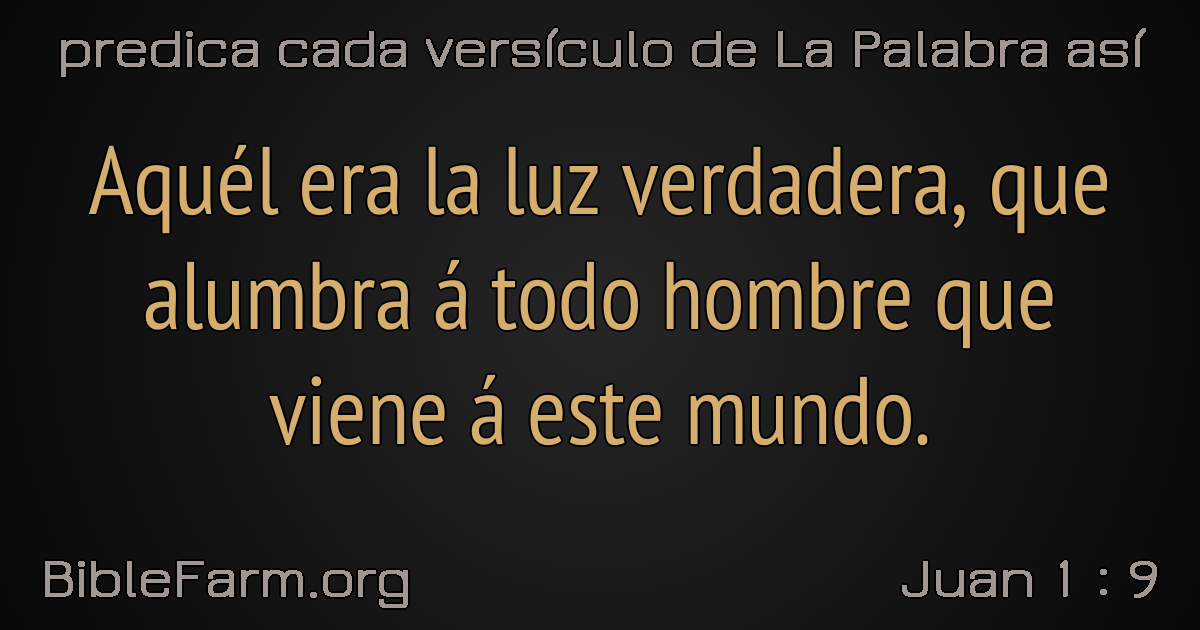 predica cada versículo de La Palabra así
Aquél era la luz verdadera, que
alumbra á todo hombre que
viene á este mundo.
BibleFarm.org
Juan 1 : 9